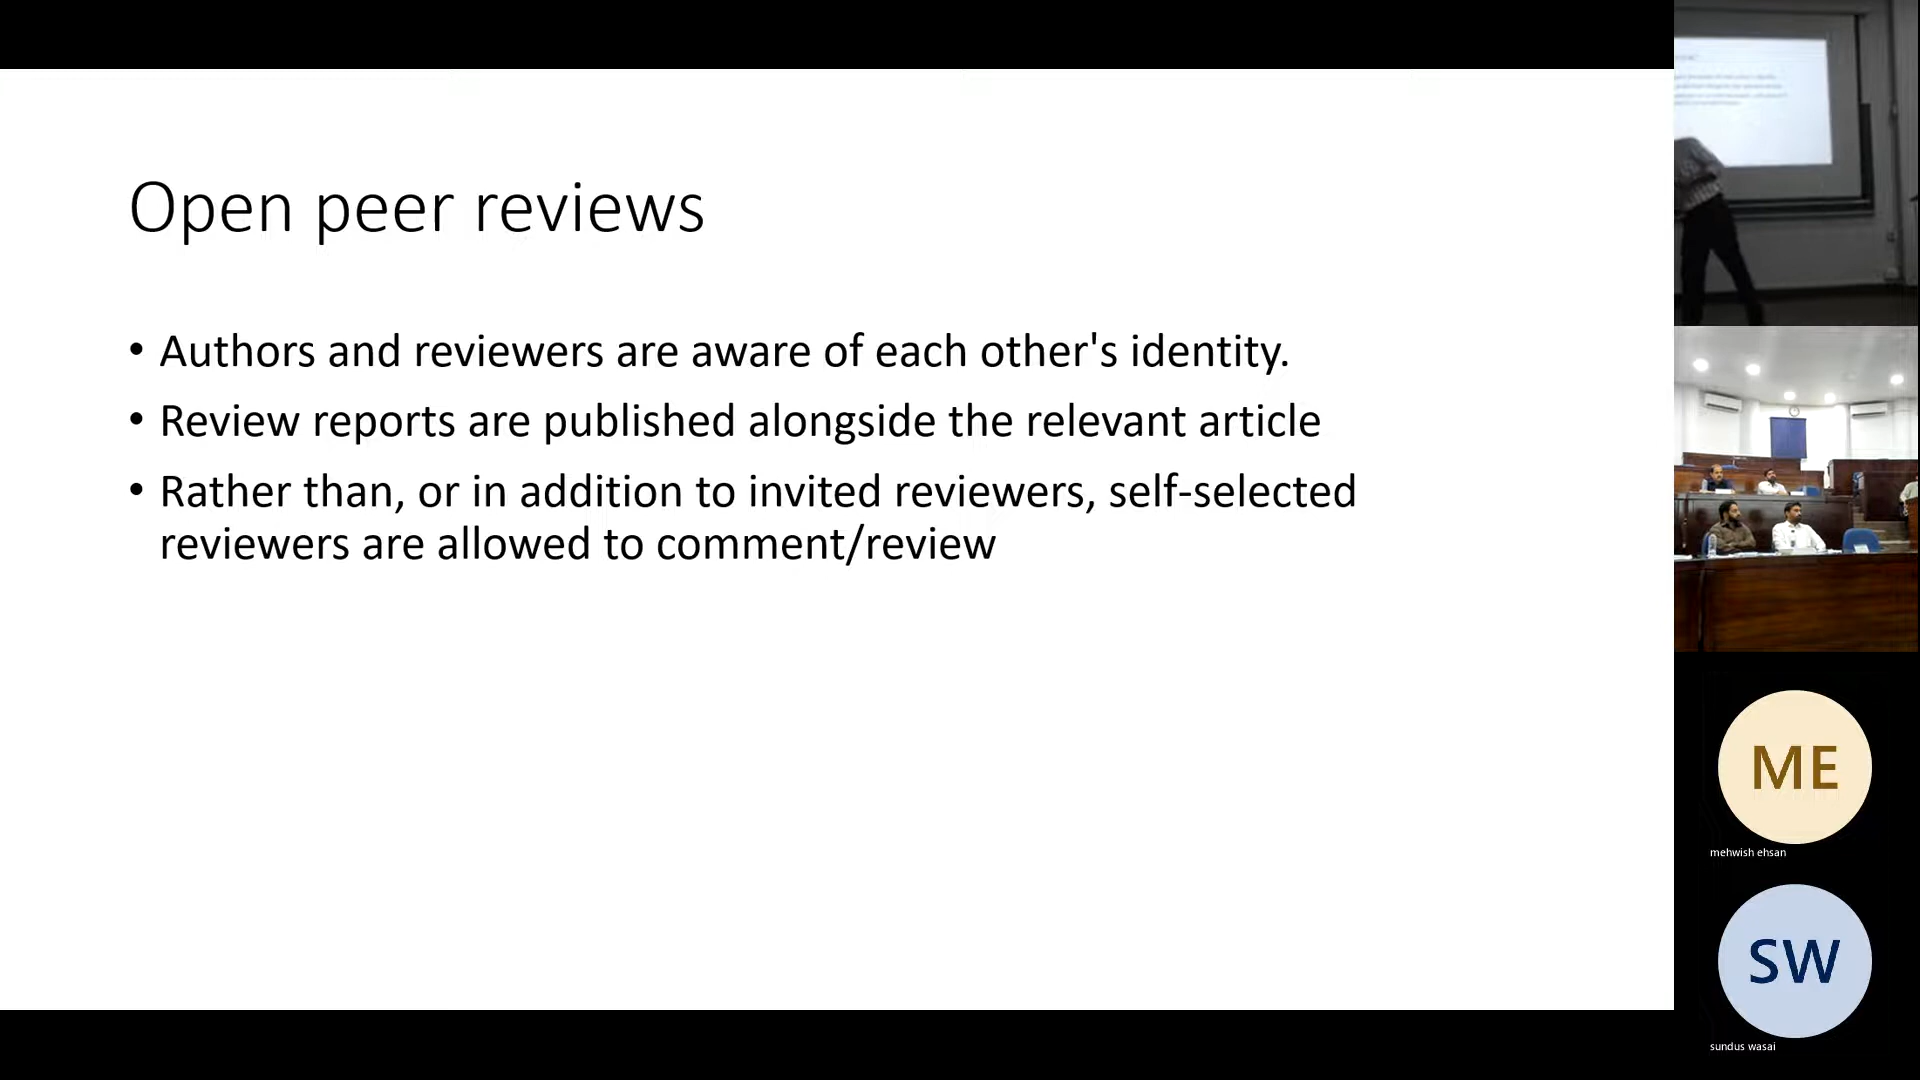 Open peer reviews
• Authors and reviewers are aware of each other's identity.
• Review reports are published alongside the relevant article
• Rather than, or in addition to invited reviewers, self-selected
reviewers are allowed to comment/review
ME
mehwish ehsan
SW
sundus wasai